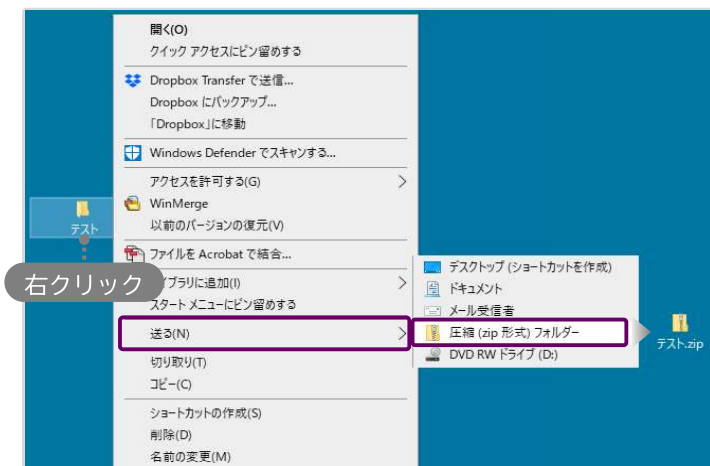 開く(O)
クイック アクセスにピン留めする
Dropbox Transfer で送信...
Dropbox にバックアップ...
「Dropbox」に移動
Windows Defender でスキャンする...
アクセスを許可する(G)
WinMerge
以前のバージョンの復元(V)
テスト
ファイルを Acrobat で結合...
右クリック
イブラリに追加(I)
スタート メニューにピン留めする
送る(N)
切り取り(T)
コピー(C)
ショートカットの作成(S)
削除(D)
名前の変更(M)
デスクトップ (ショートカットを作成)
ドキュメント
メール受信者
圧縮 (zip 形式) フォルダー
DVD RW ドライブ (D:)
テスト.zip